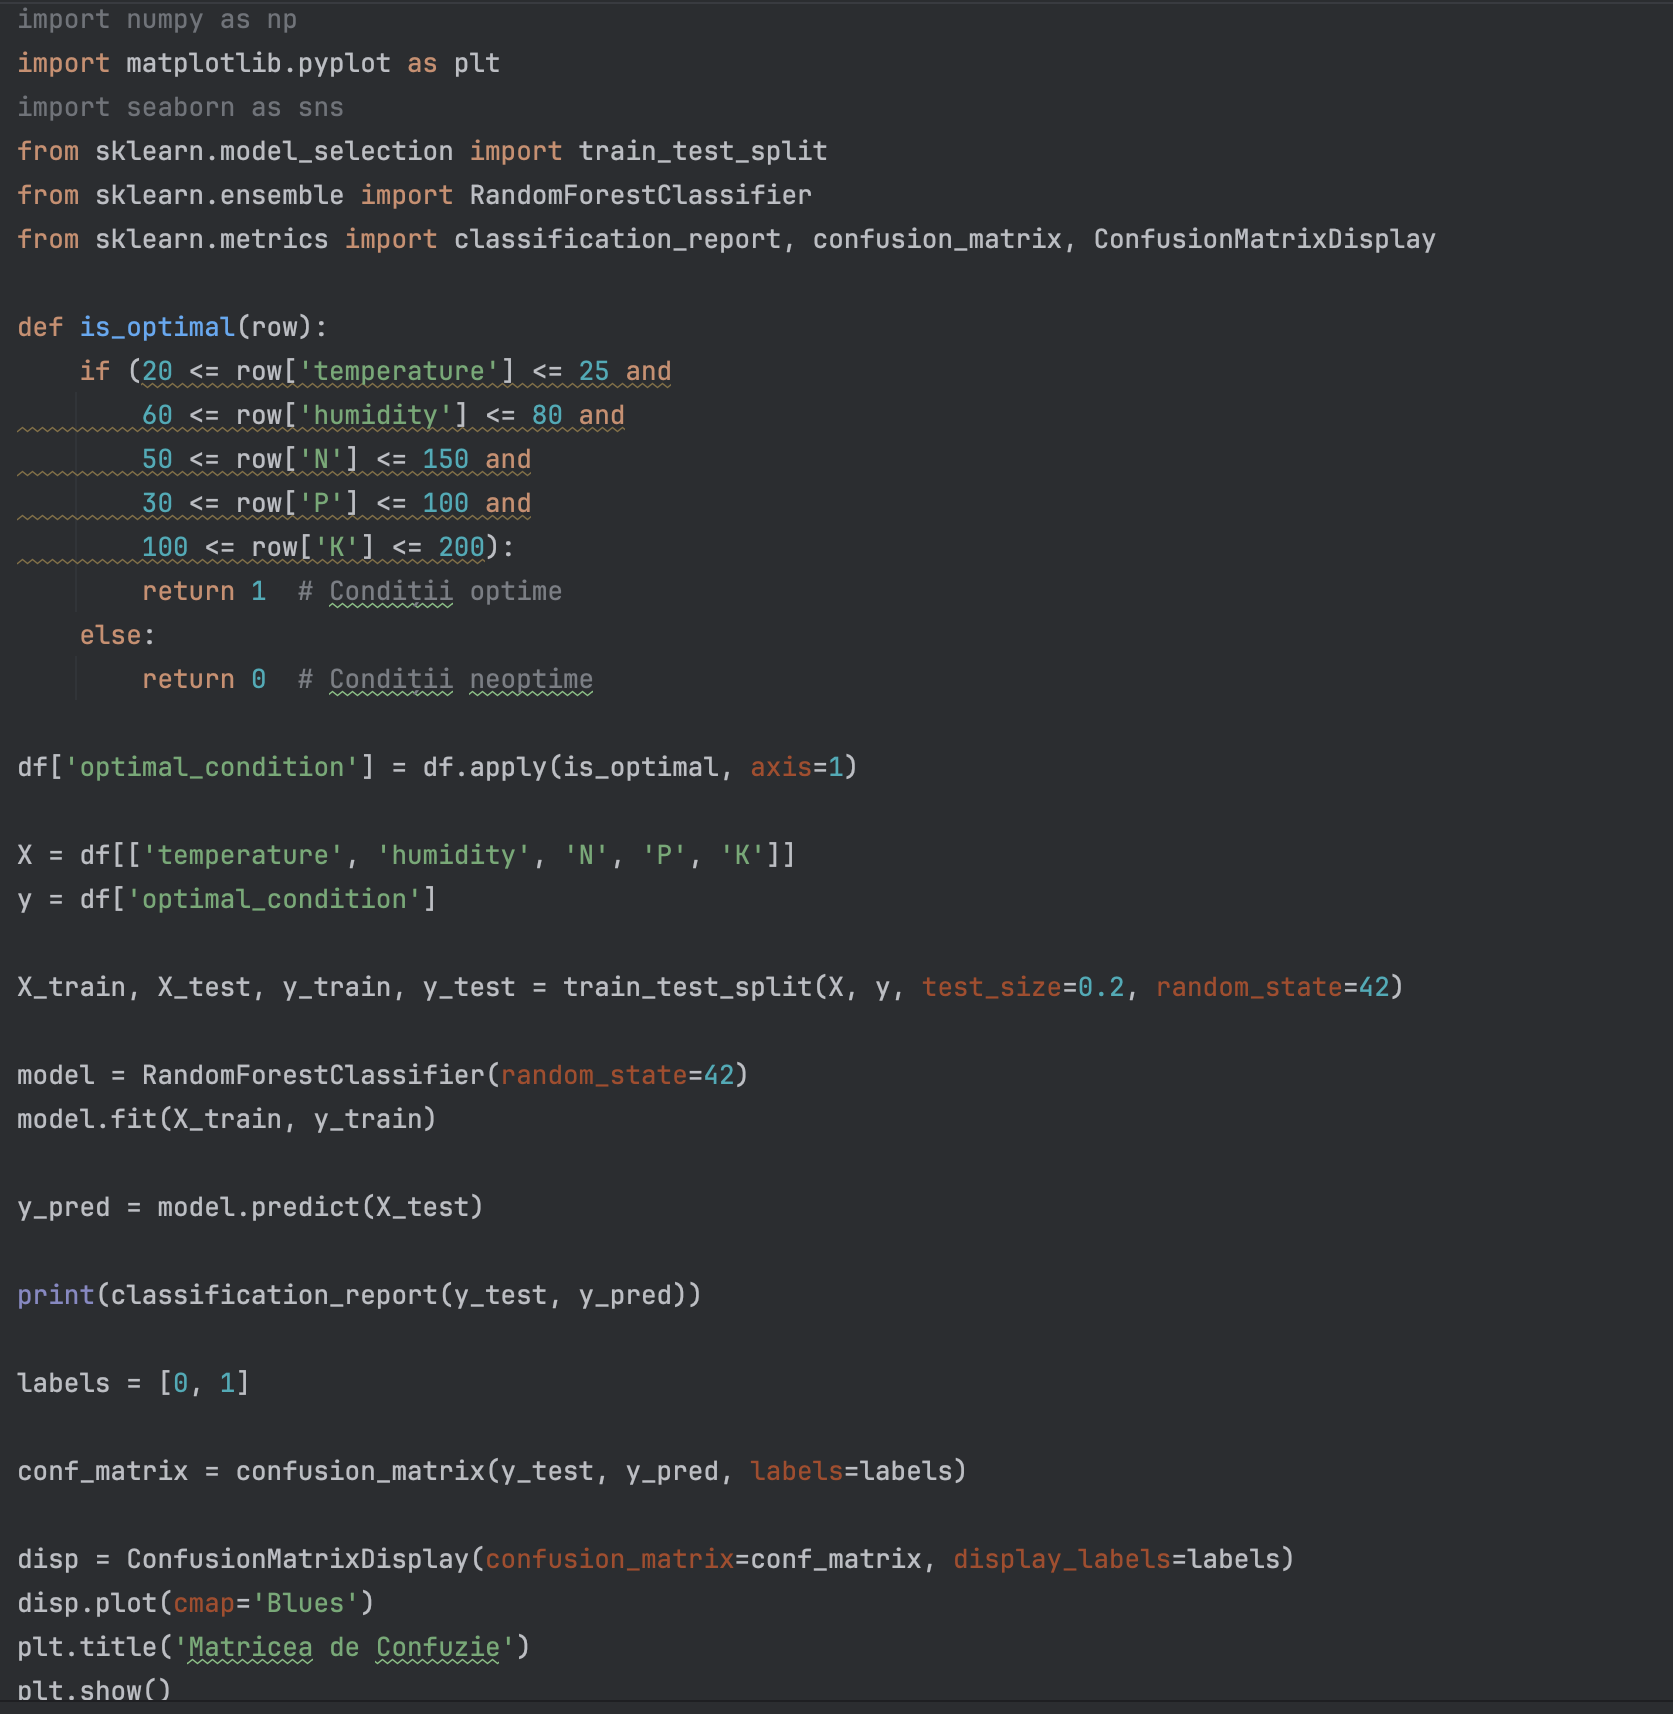 import numpy as np
import matplotlib.pyplot as plt
import seaborn as sns
from sklearn.model_selection import train_test_split
from sklearn.ensemble import RandomForestClassifier
from sklearn.metrics import classification_report, confusion_matrix, ConfusionMatrixDisplay
def is_optimal(row):
    if (20 <= row['temperature'] <= 25 and
        60 <= row['humidity'] <= 80 and
        50 <= row['N'] <= 150 and
        30 <= row['P'] <= 100 and
        100 <= row['K'] <= 200):
        return 1  # Condiții optime
    else:
        return 0  # Condiții neoptime
df['optimal_condition'] = df.apply(is_optimal, axis=1)
X = df[['temperature', 'humidity', 'N', 'P', 'K']]
y = df['optimal_condition']
X_train, X_test, y_train, y_test = train_test_split(X, y, test_size=0.2, random_state=42)
model = RandomForestClassifier(random_state=42)
model.fit(X_train, y_train)
y_pred = model.predict(X_test)
print(classification_report(y_test, y_pred))
labels = [0, 1]
conf_matrix = confusion_matrix(y_test, y_pred, labels=labels)
disp = ConfusionMatrixDisplay(confusion_matrix=conf_matrix, display_labels=labels)
disp.plot(cmap='Blues')
plt.title('Matricea de Confuzie')
plt.show()